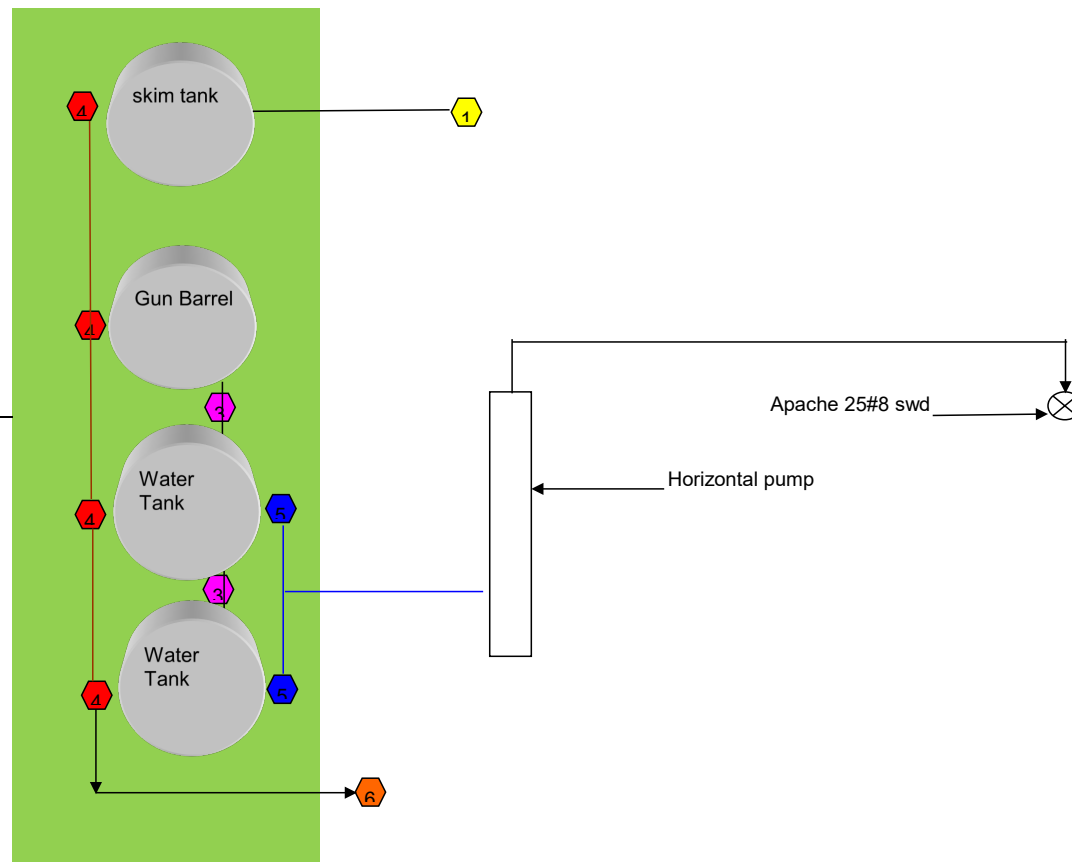 skim tank
4
1
Gun Barrel
4
3
Apache 25#8 swd
Water
Tank
Horizontal pump
4
5
3
Water
Tank
4
5
6